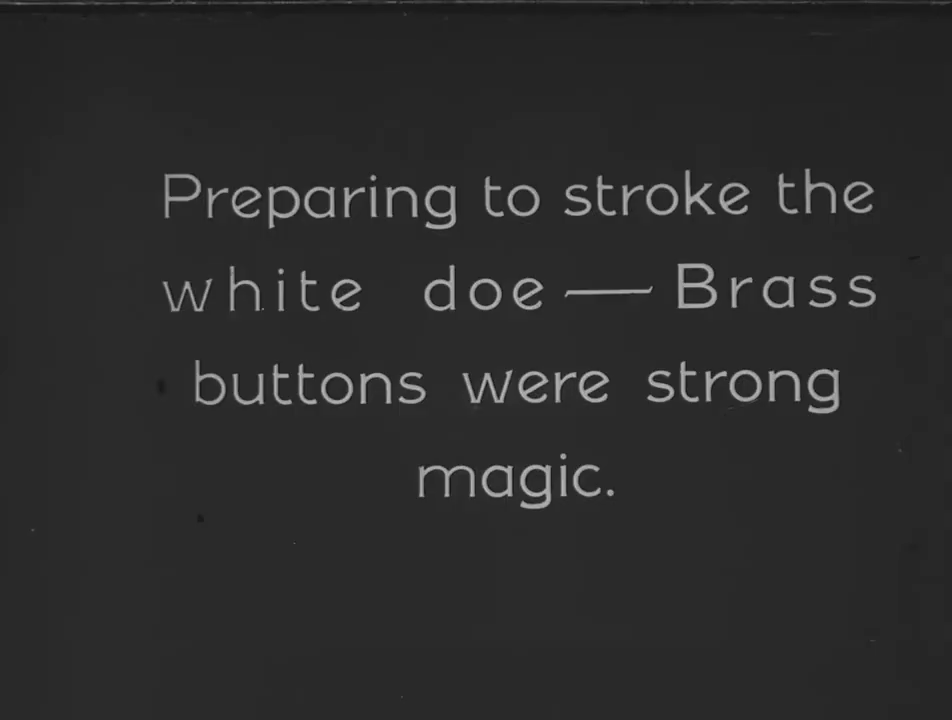 Preparing to stroke the
white doe — Brass
buttons were strong
magic.